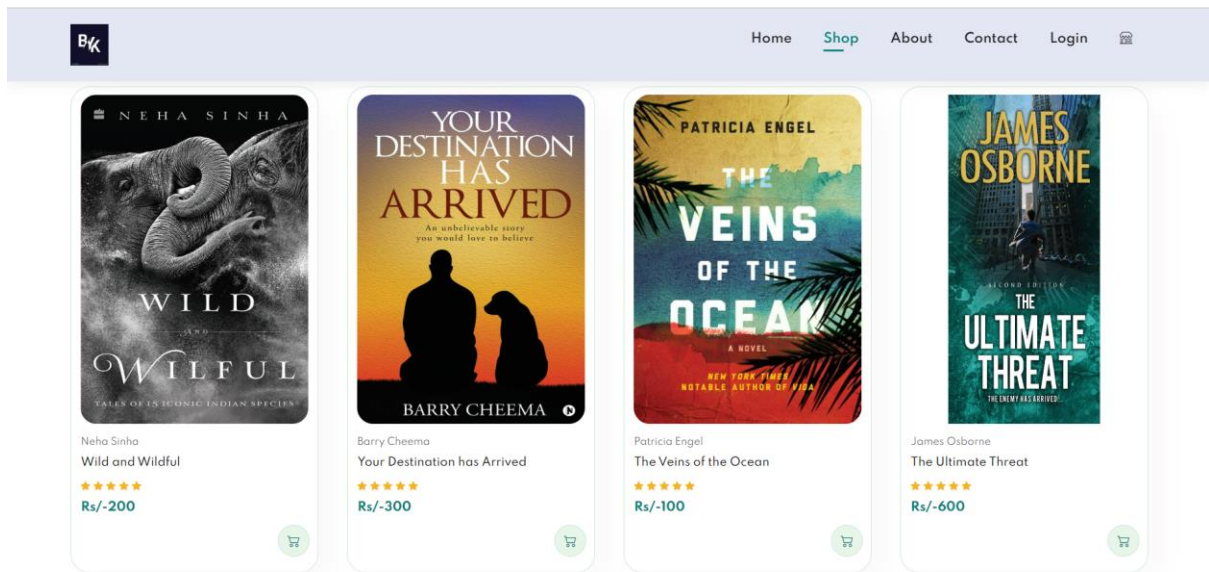 BK
Home Shop About Contact Login
NEHA SINHA
WILD
AND
WILFUL
TALES OF 15 ICONIC INDIAN SPECIES
Neha Sinha
Wild and Wildful
Rs/-200
YOUR
DESTINATION
HAS
ARRIVED
An unbelievable story
you would love to believe
BARRY CHEEMA
Barry Cheema
Your Destination has Arrived
Rs/-300
PATRICIA ENGEL
THE
VEINS
OF THE
OCEAN
A NOVEL
NEW YORK TIMES
NOTABLE AUTHOR OF VIDA
Patricia Engel
The Veins of the Ocean
Rs/-100
JAMES
OSBORNE
SECOND EDITION
THE
ULTIMATE
THREAT
THE ENEMY HAS ARRIVED...
James Osborne
The Ultimate Threat
Rs/-600